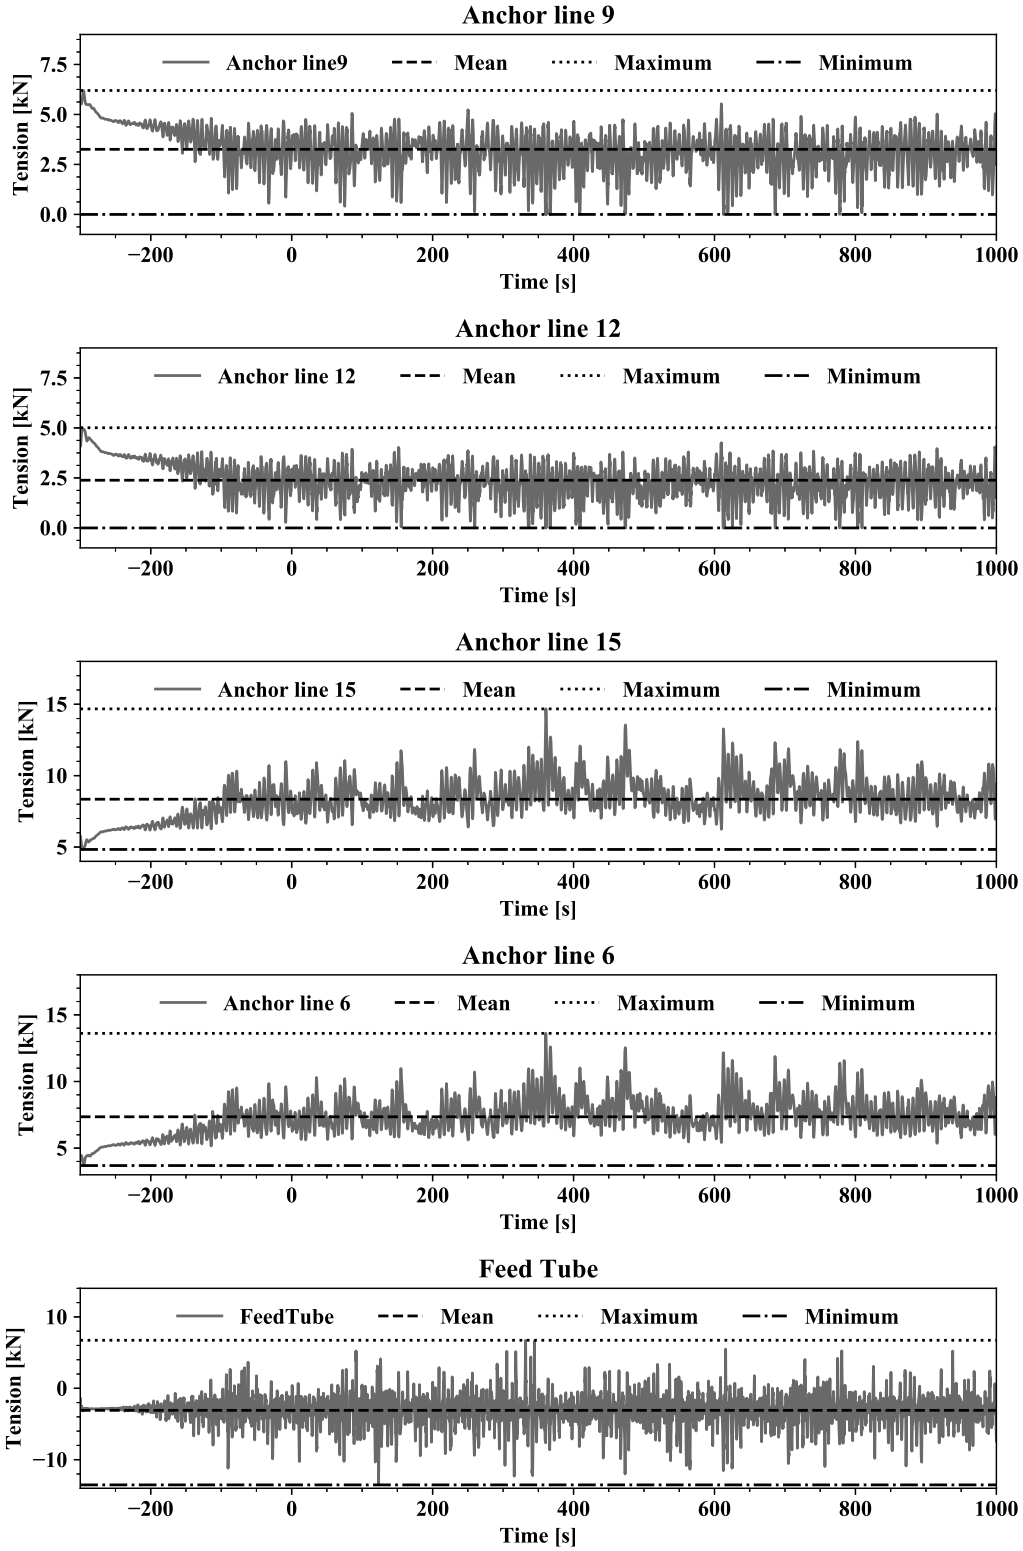 Anchor line 9
Anchor line9 Mean Maximum Minimum
Tension [kN]
7.5
5.0
2.5
0.0
−200 0 200 400 600 800 1000
Time [s]
Anchor line 12
Anchor line 12 Mean Maximum Minimum
Tension [kN]
7.5
5.0
2.5
0.0
−200 0 200 400 600 800 1000
Time [s]
Anchor line 15
Anchor line 15 Mean Maximum Minimum
Tension [kN]
15
10
5
−200 0 200 400 600 800 1000
Time [s]
Anchor line 6
Anchor line 6 Mean Maximum Minimum
Tension [kN]
15
10
5
−200 0 200 400 600 800 1000
Time [s]
Feed Tube
FeedTube Mean Maximum Minimum
Tension [kN]
10
0
−10
−200 0 200 400 600 800 1000
Time [s]